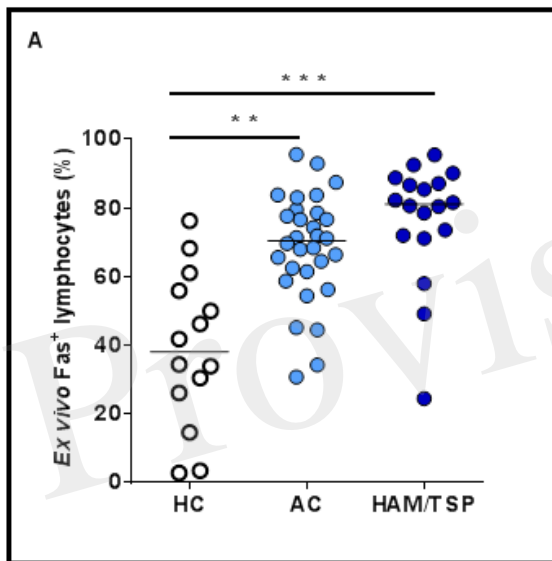 A
* * *
* *
Ex vivo Fas+ lymphocytes (%)
100
80
60
40
20
0
HC AC HAM/TSP
Provis